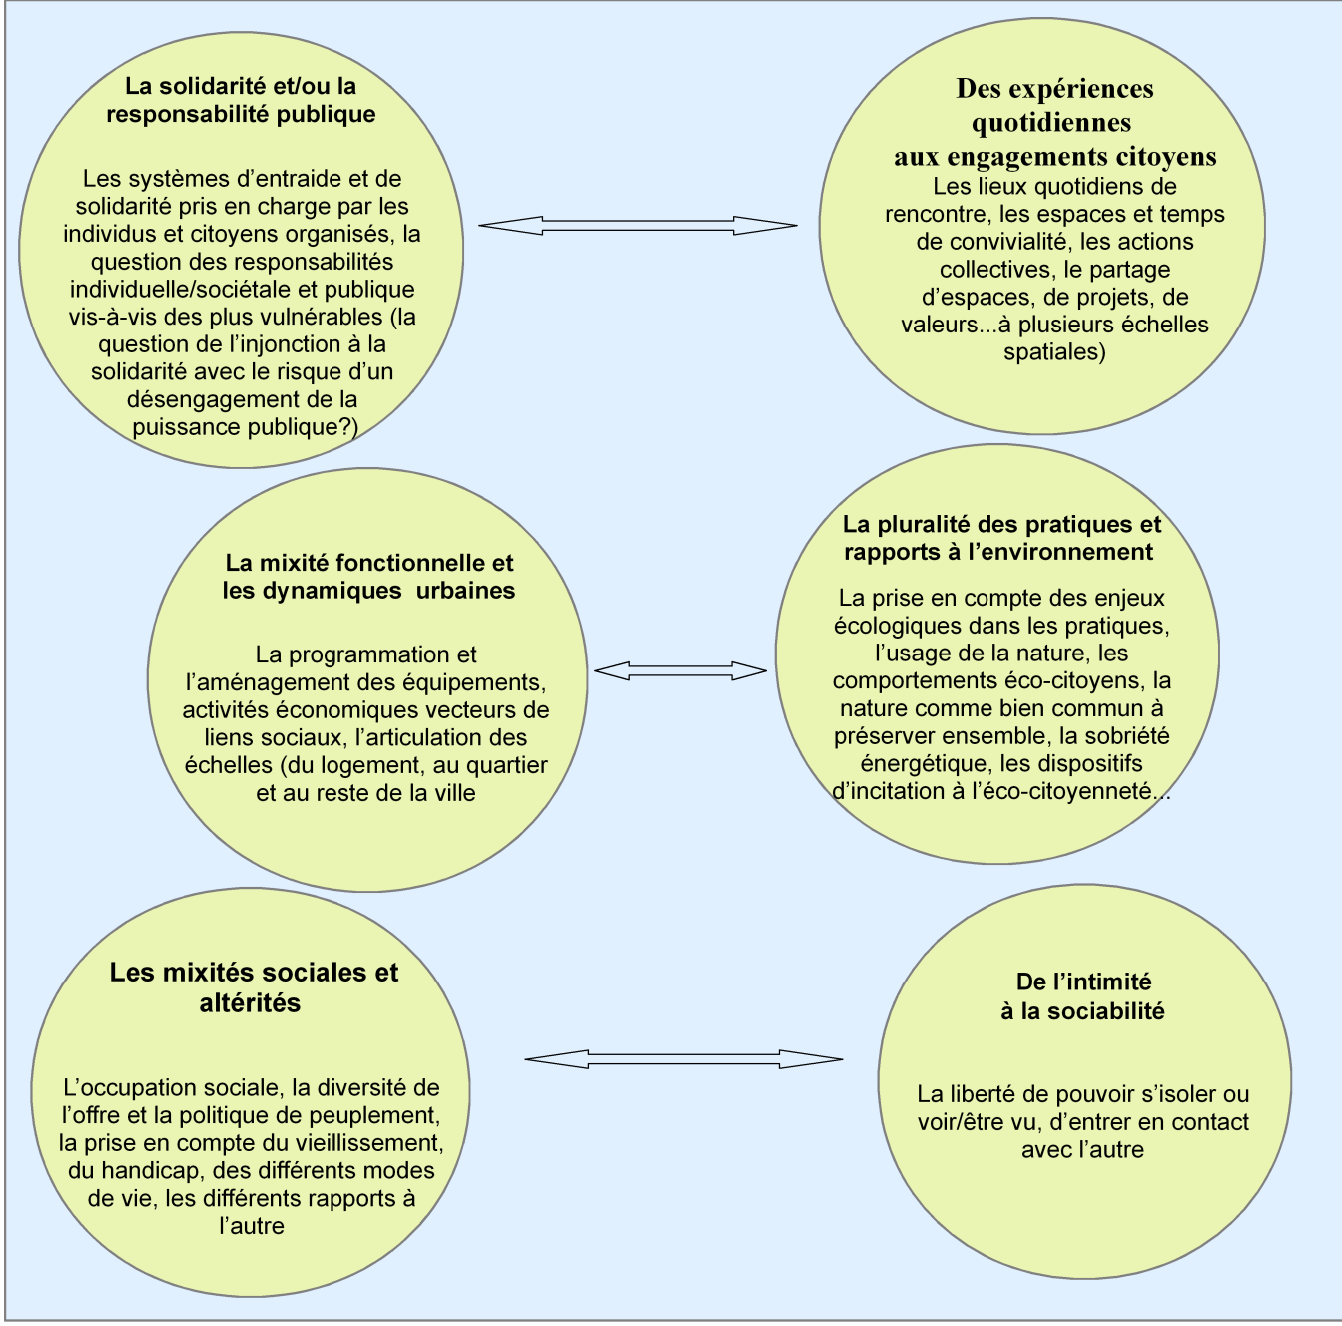 La solidarité et/ou la
responsabilité publique
Les systèmes d’entraide et de
solidarité pris en charge par les
individus et citoyens organisés, la
question des responsabilités
individuelle/sociétale et publique
vis-à-vis des plus vulnérables (la
question de l’injonction à la
solidarité avec le risque d’un
désengagement de la
puissance publique?)
Des expériences
quotidiennes
aux engagements citoyens
Les lieux quotidiens de
rencontre, les espaces et temps
de convivialité, les actions
collectives, le partage
d’espaces, de projets, de
valeurs...à plusieurs échelles
spatiales)
La mixité fonctionnelle et
les dynamiques urbaines
La programmation et
l’aménagement des équipements,
activités économiques vecteurs de
liens sociaux, l’articulation des
échelles (du logement, au quartier
et au reste de la ville
La pluralité des pratiques et
rapports à l’environnement
La prise en compte des enjeux
écologiques dans les pratiques,
l’usage de la nature, les
comportements éco-citoyens, la
nature comme bien commun à
préserver ensemble, la sobriété
énergétique, les dispositifs
d’incitation à l’éco-citoyenneté...
Les mixités sociales et
altérités
L’occupation sociale, la diversité de
l’offre et la politique de peuplement,
la prise en compte du vieillissement,
du handicap, des différents modes
de vie, les différents rapports à
l’autre
De l’intimité
à la sociabilité
La liberté de pouvoir s’isoler ou
voir/être vu, d’entrer en contact
avec l’autre